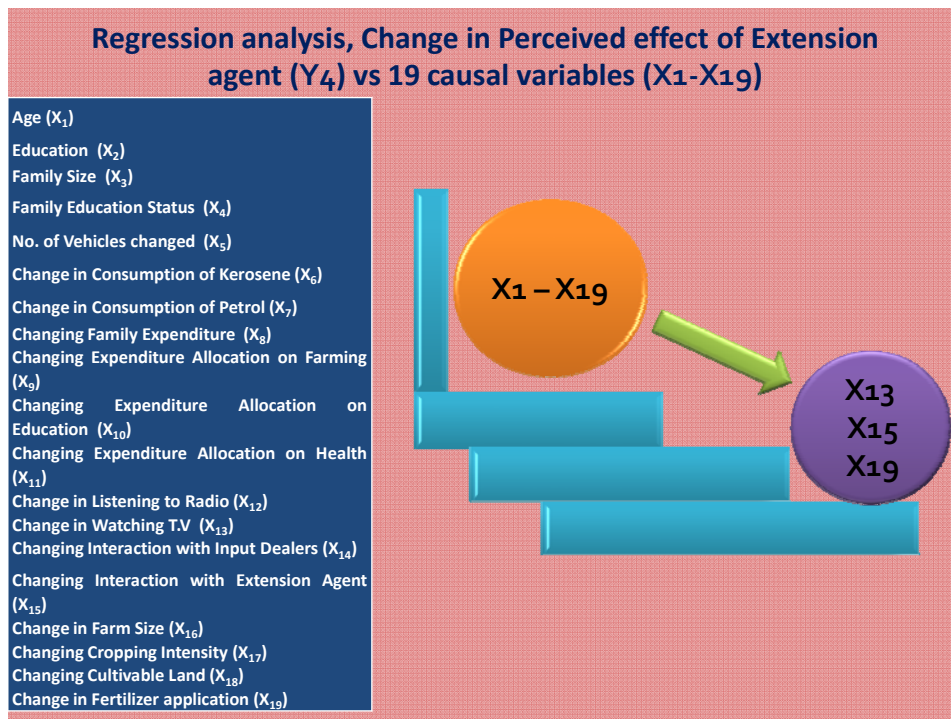 Regression analysis, Change in Perceived effect of Extension
agent (Y4) vs 19 causal variables (X1-X19)
Age (X1)
Education (X2)
Family Size (X3)
Family Education Status (X4)
No. of Vehicles changed (X5)
Change in Consumption of Kerosene (X6)
Change in Consumption of Petrol (X7)
Changing Family Expenditure (X8)
Changing Expenditure Allocation on Farming
(X9)
Changing Expenditure Allocation on
Education (X10)
Changing Expenditure Allocation on Health
(X11)
Change in Listening to Radio (X12)
Change in Watching T.V (X13)
Changing Interaction with Input Dealers (X14)
Changing Interaction with Extension Agent
(X15)
Change in Farm Size (X16)
Changing Cropping Intensity (X17)
Changing Cultivable Land (X18)
Change in Fertilizer application (X19)
X1 – X19
X13
X15
X19